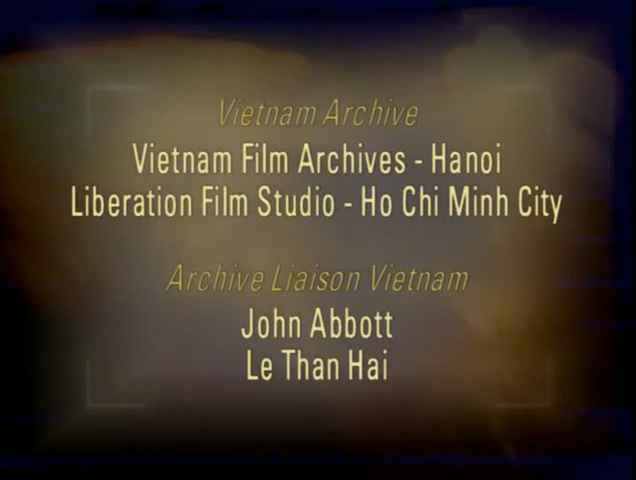 Vietnam Archive
Vietnam Film Archives - Hanoi
Liberation Film Studio - Ho Chi Minh City
Archive Liaison Vietnam
John Abbott
Le Than Hai